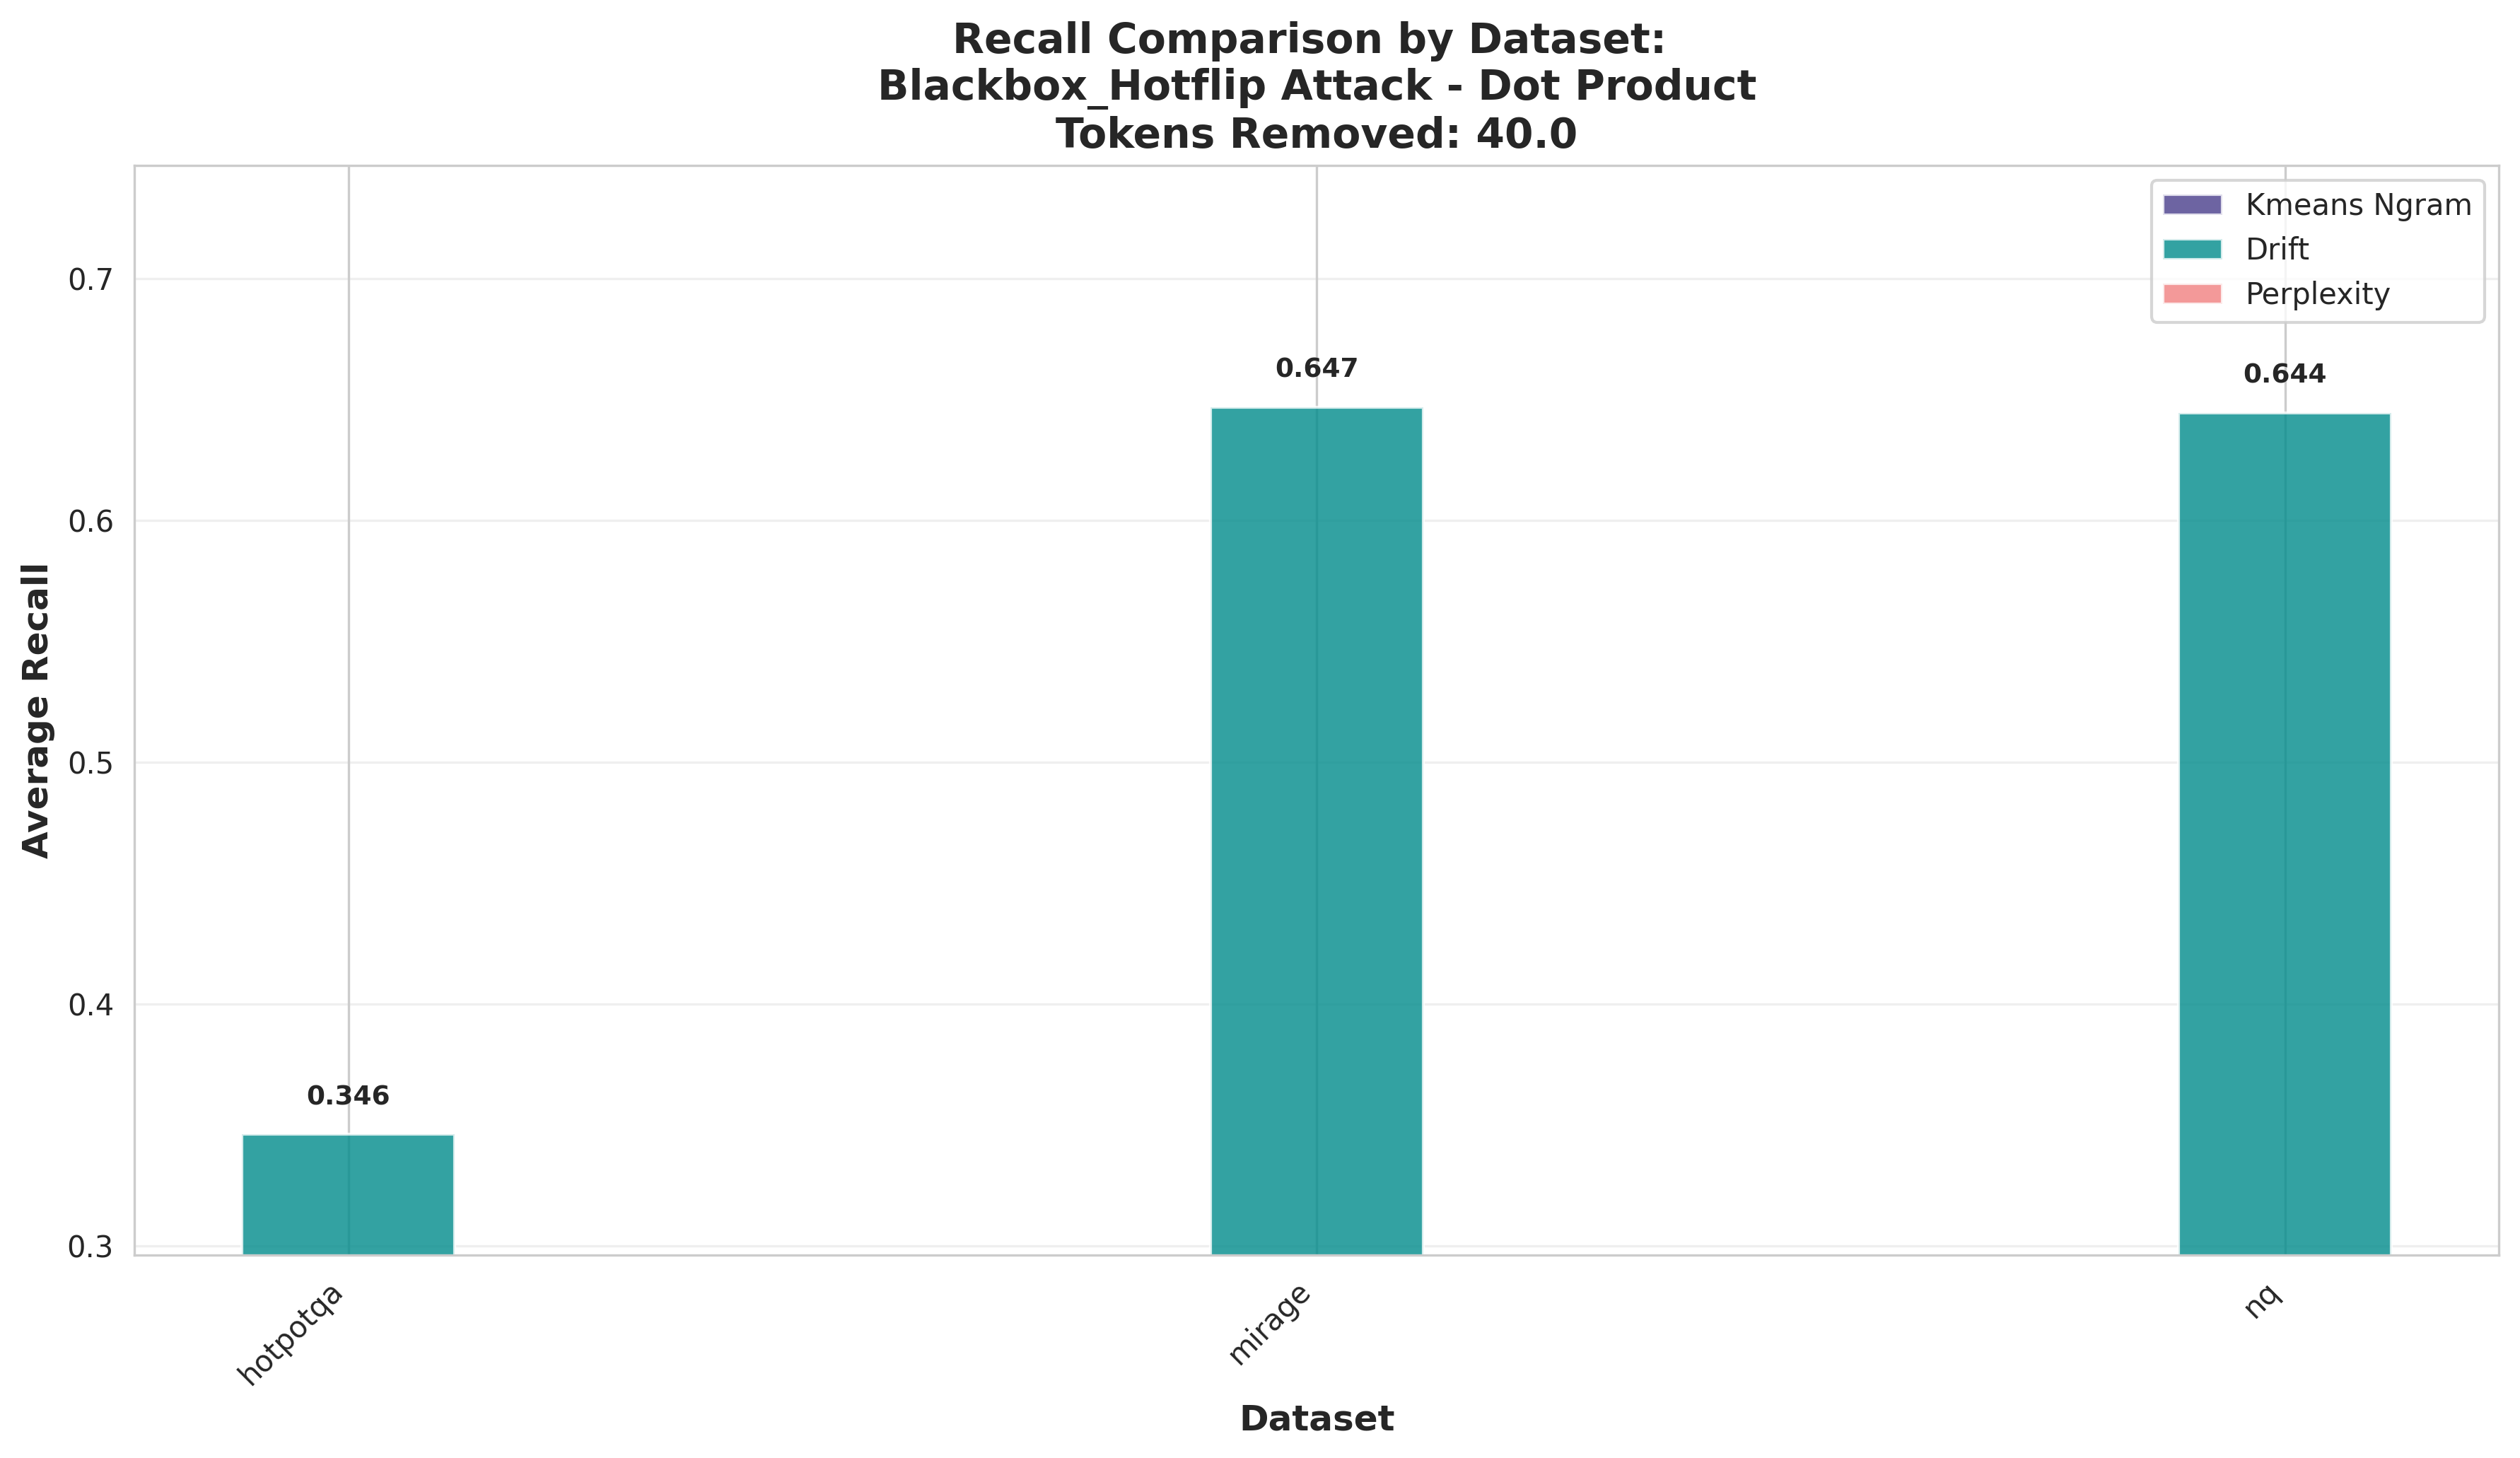 Recall Comparison by Dataset:
Blackbox_Hotflip Attack - Dot Product
Tokens Removed: 40.0
Kmeans Ngram
Drift
Perplexity
0.7
0.6
0.5
0.4
0.3
Average Recall
0.346
0.647
0.644
hotpotqa
mirage
nq
Dataset